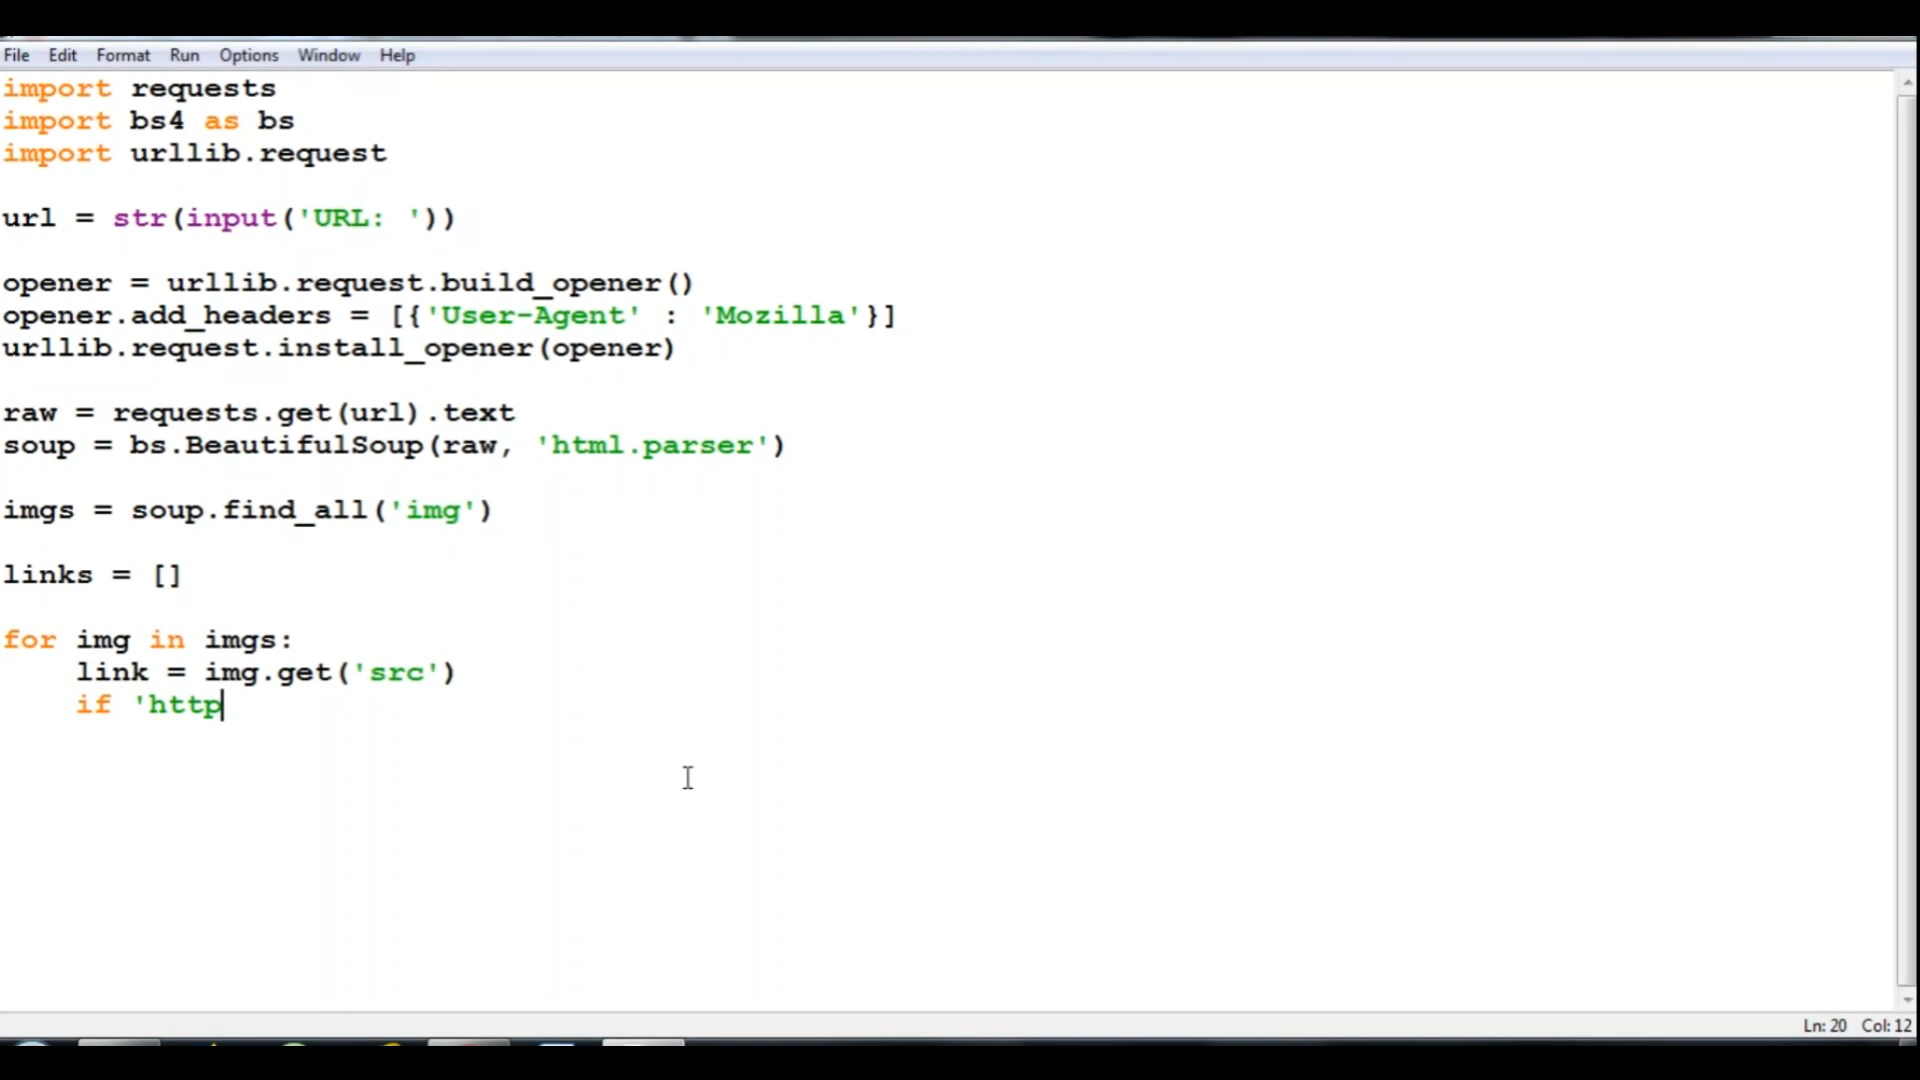 File Edit Format Run Options Window Help
import requests
import bs4 as bs
import urllib.request
url = str(input('URL: '))
opener = urllib.request.build_opener()
opener.add_headers = [{'User-Agent' : 'Mozilla'}]
urllib.request.install_opener(opener)
raw = requests.get(url).text
soup = bs.BeautifulSoup(raw, 'html.parser')
imgs = soup.find_all('img')
links = []
for img in imgs:
    link = img.get('src')
    if 'http
Ln: 20 Col: 12